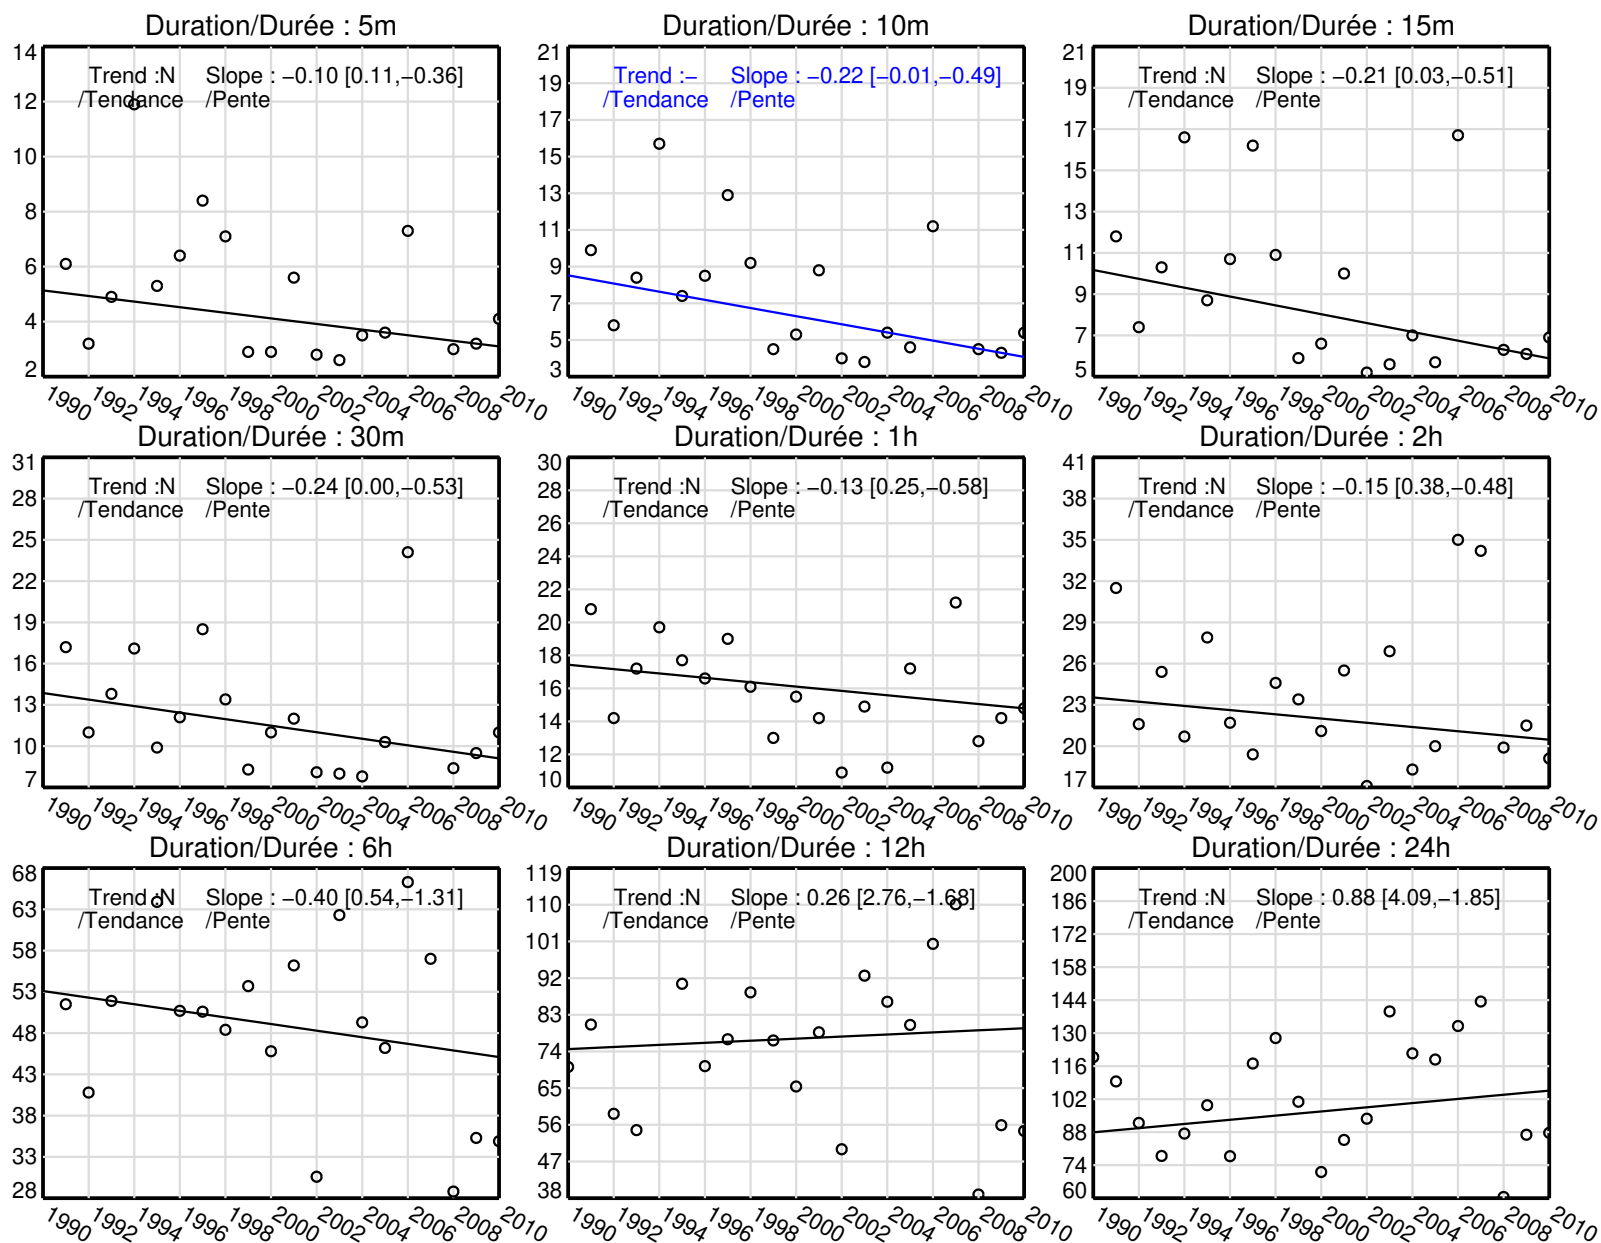 Duration/Durée : 5m
14
12
10
8
6
4
2
Trend :N Slope : −0.10 [0.11,−0.36]
/Tendance /Pente
1990 1992 1994 1996 1998 2000 2002 2004 2006 2008 2010
Duration/Durée : 10m
21
19
17
15
13
11
9
7
5
3
Trend :− Slope : −0.22 [−0.01,−0.49]
/Tendance /Pente
1990 1992 1994 1996 1998 2000 2002 2004 2006 2008 2010
Duration/Durée : 15m
21
19
17
15
13
11
9
7
5
Trend :N Slope : −0.21 [0.03,−0.51]
/Tendance /Pente
1990 1992 1994 1996 1998 2000 2002 2004 2006 2008 2010
Duration/Durée : 30m
31
28
25
22
19
16
13
10
7
Trend :N Slope : −0.24 [0.00,−0.53]
/Tendance /Pente
1990 1992 1994 1996 1998 2000 2002 2004 2006 2008 2010
Duration/Durée : 1h
30
28
26
24
22
20
18
16
14
12
10
Trend :N Slope : −0.13 [0.25,−0.58]
/Tendance /Pente
1990 1992 1994 1996 1998 2000 2002 2004 2006 2008 2010
Duration/Durée : 2h
41
38
35
32
29
26
23
20
17
Trend :N Slope : −0.15 [0.38,−0.48]
/Tendance /Pente
1990 1992 1994 1996 1998 2000 2002 2004 2006 2008 2010
Duration/Durée : 6h
68
63
58
53
48
43
38
33
28
Trend :N Slope : −0.40 [0.54,−1.31]
/Tendance /Pente
1990 1992 1994 1996 1998 2000 2002 2004 2006 2008 2010
Duration/Durée : 12h
119
110
101
92
83
74
65
56
47
38
Trend :N Slope : 0.26 [2.76,−1.68]
/Tendance /Pente
1990 1992 1994 1996 1998 2000 2002 2004 2006 2008 2010
Duration/Durée : 24h
200
186
172
158
144
130
116
102
88
74
60
Trend :N Slope : 0.88 [4.09,−1.85]
/Tendance /Pente
1990 1992 1994 1996 1998 2000 2002 2004 2006 2008 2010